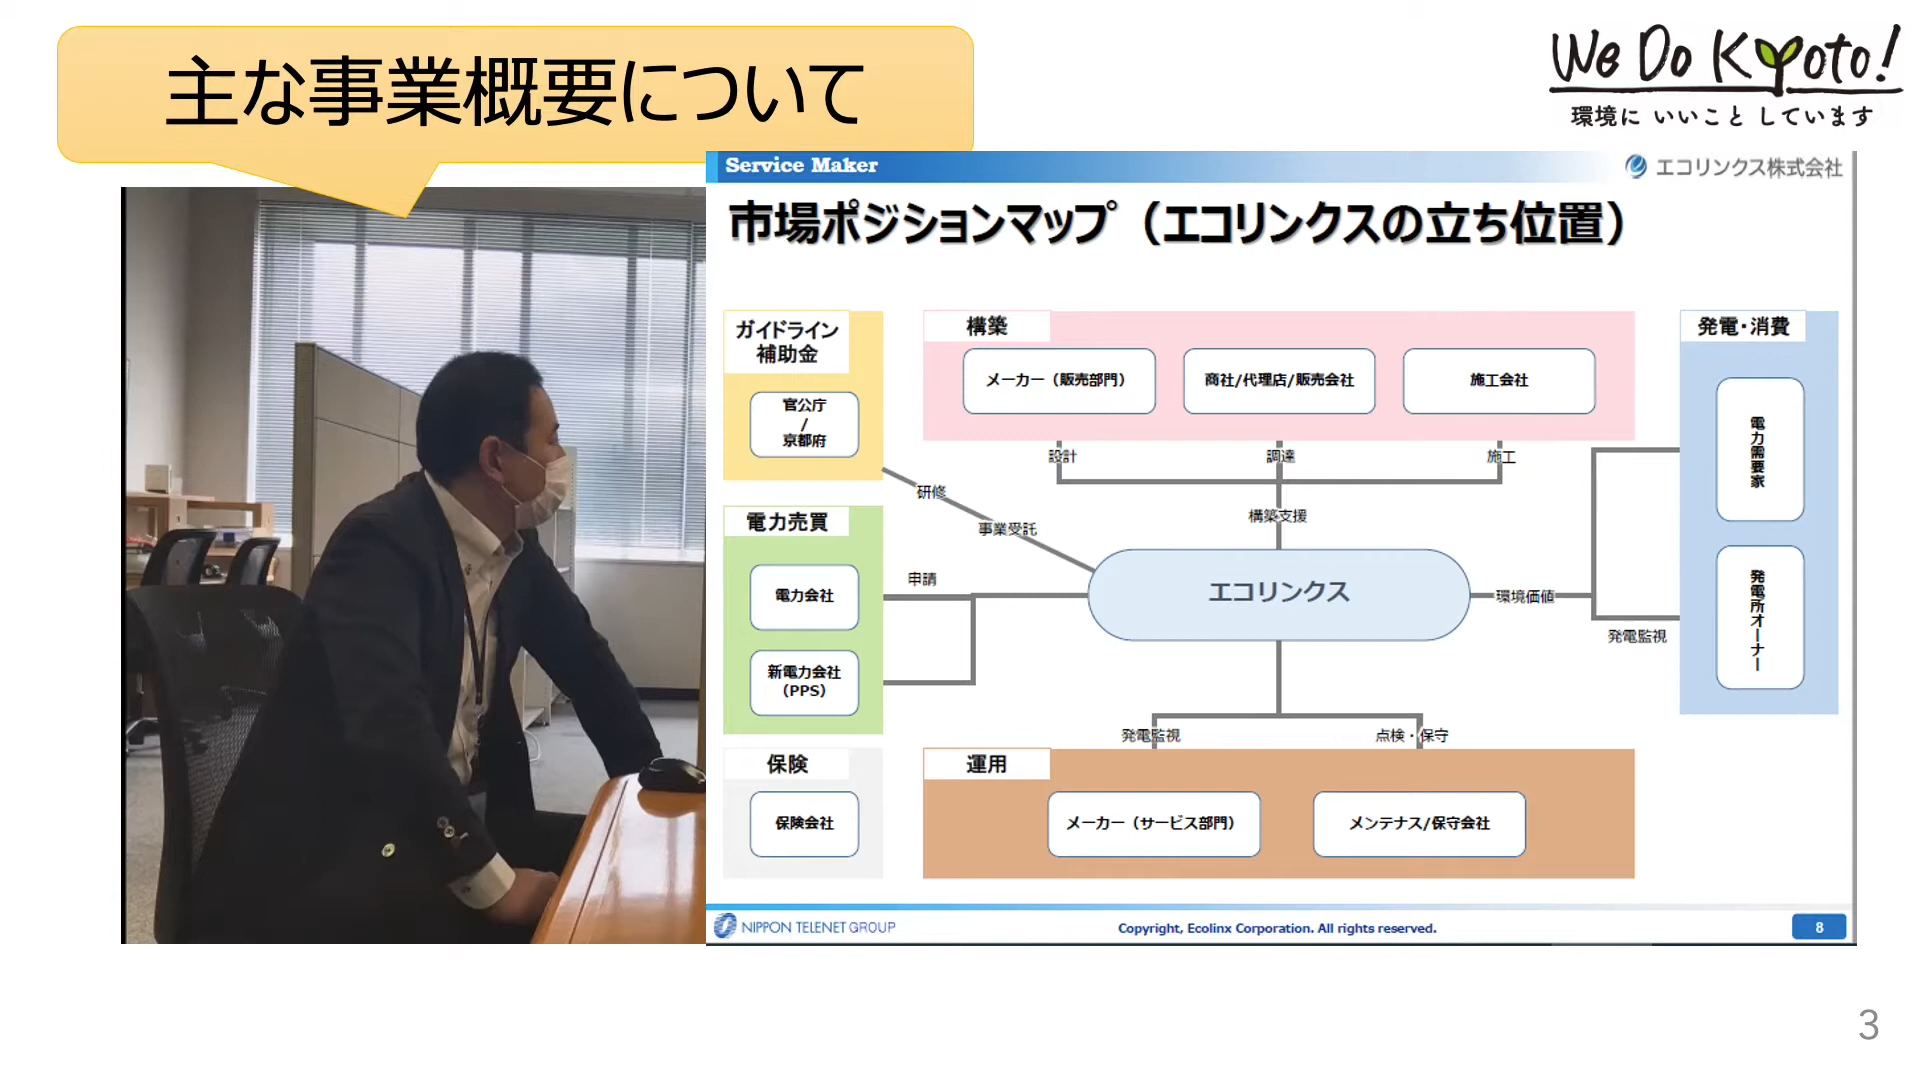 主な事業概要について
We Do Kyoto!
環境に いいこと しています
Service Maker
エコリンクス株式会社
市場ポジションマップ（エコリンクスの立ち位置）
ガイドライン
補助金
官公庁
/
京都府
構築
メーカー（販売部門）
商社/代理店/販売会社
施工会社
設計
調達
施工
構築支援
発電・消費
電力需要家
発電所オーナー
研修
事業受託
電力売買
電力会社
新電力会社
（PPS）
申請
エコリンクス
環境価値
発電監視
発電監視
点検・保守
保険
保険会社
運用
メーカー（サービス部門）
メンテナス/保守会社
NIPPON TELENET GROUP
Copyright, Ecolinx Corporation. All rights reserved.
8
3